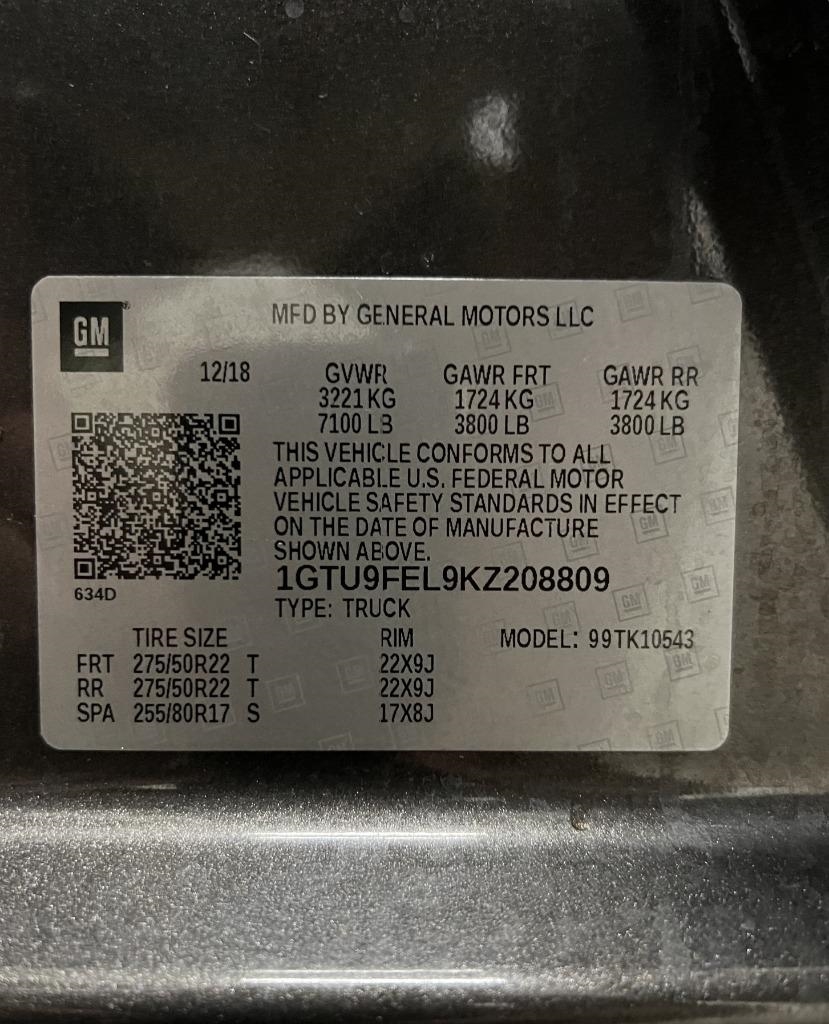 GM
MFD BY GENERAL MOTORS LLC
12/18 GVWR GAWR FRT GAWR RR
3221 KG 1724 KG 1724 KG
7100 LB 3800 LB 3800 LB
THIS VEHICLE CONFORMS TO ALL
APPLICABLE U.S. FEDERAL MOTOR
VEHICLE SAFETY STANDARDS IN EFFECT
ON THE DATE OF MANUFACTURE
SHOWN ABOVE.
1GTU9FEL9KZ208809
634D
TYPE: TRUCK
TIRE SIZE RIM MODEL: 99TK10543
FRT 275/50R22 T 22X9J
RR 275/50R22 T 22X9J
SPA 255/80R17 S 17X8J